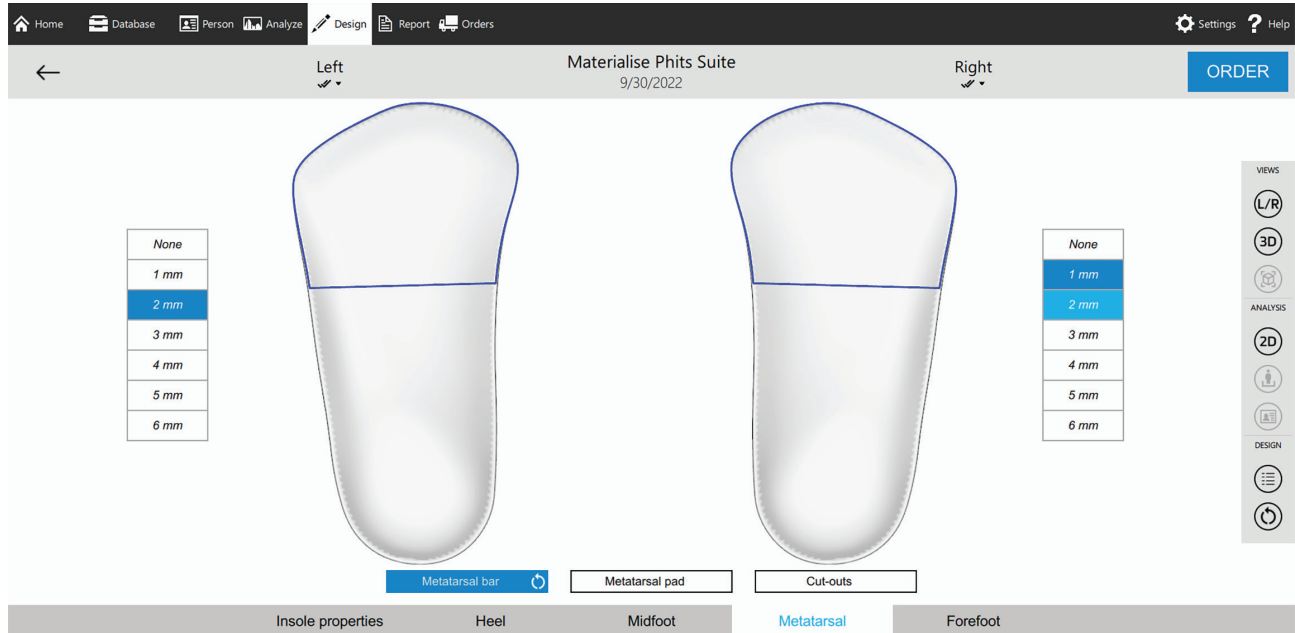 Home Database Person Analyze Design Report Orders Settings ? Help
Left Materialise Phits Suite Right ORDER
9/30/2022
VIEWS
L/R
3D
ANALYSIS
2D
DESIGN
None
1 mm
2 mm
3 mm
4 mm
5 mm
6 mm
None
1 mm
2 mm
3 mm
4 mm
5 mm
6 mm
Metatarsal bar Metatarsal pad Cut-outs
Insole properties Heel Midfoot Metatarsal Forefoot